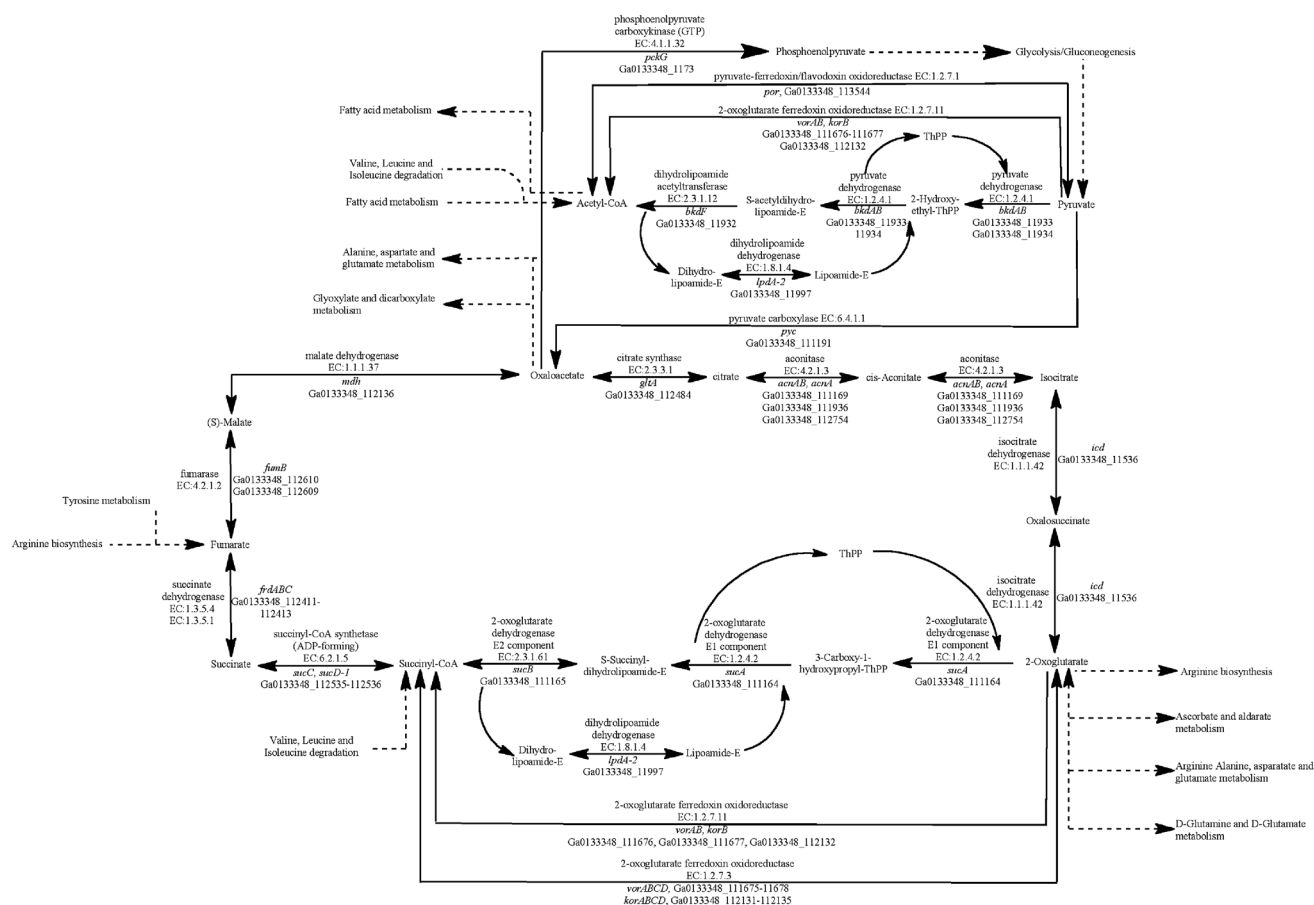 phosphoenolpyruvate
carboxykinase (GTP)
EC:4.1.1.32
pckG
Ga0133348_1173
Phosphoenolpyruvate
Glycolysis/Gluconeogenesis
pyruvate-ferredoxin/flavodoxin oxidoreductase EC:1.2.7.1
por, Ga0133348_113544
2-oxoglutarate ferredoxin oxidoreductase EC:1.2.7.11
vorAB, korB
Ga0133348_111676-111677
Ga0133348_112132
ThPP
Fatty acid metabolism
Valine, Leucine and
Isoleucine degradation
Fatty acid metabolism
Acetyl-CoA
dihydrolipoamide
acetyltransferase
EC:2.3.1.12
bkdF
Ga0133348_11932
S-acetyldihydro-
lipoamide-E
pyruvate
dehydrogenase
EC:1.2.4.1
bkdAB
Ga0133348_11933-
11934
2-Hydroxy-
ethyl-ThPP
pyruvate
dehydrogenase
EC:1.2.4.1
bkdAB
Ga0133348_11933
Ga0133348_11934
Pyruvate
Dihydro-
lipoamide-E
dihydrolipoamide
dehydrogenase
EC:1.8.1.4
lpdA-2
Ga0133348_11997
Lipoamide-E
Alanine, aspartate and
glutamate metabolism
Glyoxylate and dicarboxylate
metabolism
pyruvate carboxylase EC:6.4.1.1
pyc
Ga0133348_111191
malate dehydrogenase
EC:1.1.1.37
mdh
Ga0133348_112136
Oxaloacetate
citrate synthase
EC:2.3.3.1
gltA
Ga0133348_112484
citrate
aconitase
EC:4.2.1.3
acnAB, acnA
Ga0133348_111169
Ga0133348_111936
Ga0133348_112754
cis-Aconitate
aconitase
EC:4.2.1.3
acnAB, acnA
Ga0133348_111169
Ga0133348_111936
Ga0133348_112754
Isocitrate
(S)-Malate
isocitrate
dehydrogenase
EC:1.1.1.42
icd
Ga0133348_11536
fumarase
EC:4.2.1.2
fumB
Ga0133348_112610
Ga0133348_112609
Tyrosine metabolism
Arginine biosynthesis
Fumarate
Oxalosuccinate
ThPP
succinate
dehydrogenase
EC:1.3.5.4
EC:1.3.5.1
frdABC
Ga0133348_112411-
112413
isocitrate
dehydrogenase
EC:1.1.1.42
icd
Ga0133348_11536
Succinate
succinyl-CoA synthetase
(ADP-forming)
EC:6.2.1.5
sucC, sucD-1
Ga0133348_112535-112536
Succinyl-CoA
2-oxoglutarate
dehydrogenase
E2 component
EC:2.3.1.61
sucB
Ga0133348_111165
S-Succinyl-
dihydrolipoamide-E
2-oxoglutarate
dehydrogenase
E1 component
EC:1.2.4.2
sucA
Ga0133348_111164
3-Carboxy-1-
hydroxypropyl-ThPP
2-oxoglutarate
dehydrogenase
E1 component
EC:1.2.4.2
sucA
Ga0133348_111164
2-Oxoglutarate
Arginine biosynthesis
Ascorbate and aldarate
metabolism
Arginine Alanine, asparatate and
glutamate metabolism
D-Glutamine and D-Glutamate
metabolism
Valine, Leucine and
Isoleucine degradation
Dihydro-
lipoamide-E
dihydrolipoamide
dehydrogenase
EC:1.8.1.4
lpdA-2
Ga0133348_11997
Lipoamide-E
2-oxoglutarate ferredoxin oxidoreductase
EC:1.2.7.11
vorAB, korB
Ga0133348_111676, Ga0133348_111677, Ga0133348_112132
2-oxoglutarate ferredoxin oxidoreductase
EC:1.2.7.3
vorABCD, Ga0133348_111675-11678
korABCD, Ga0133348_112131-112135